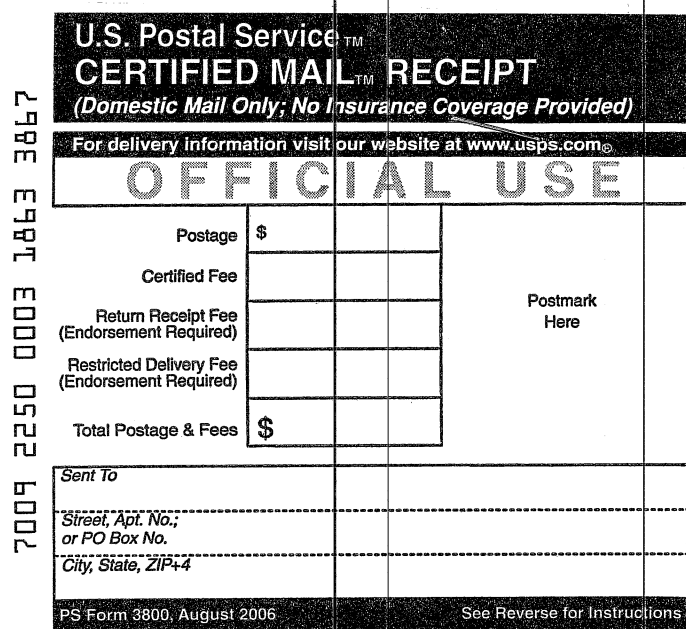 U.S. Postal Service™
CERTIFIED MAIL™ RECEIPT
(Domestic Mail Only; No Insurance Coverage Provided)
For delivery information visit our website at www.usps.com®
OFFICIAL USE
Postage $
Certified Fee
Return Receipt Fee
(Endorsement Required)
Restricted Delivery Fee
(Endorsement Required)
Total Postage & Fees $
Postmark
Here
Sent To
Street, Apt. No.;
or PO Box No.
City, State, ZIP+4
PS Form 3800, August 2006 See Reverse for Instructions
7009 2250 0003 1863 3867